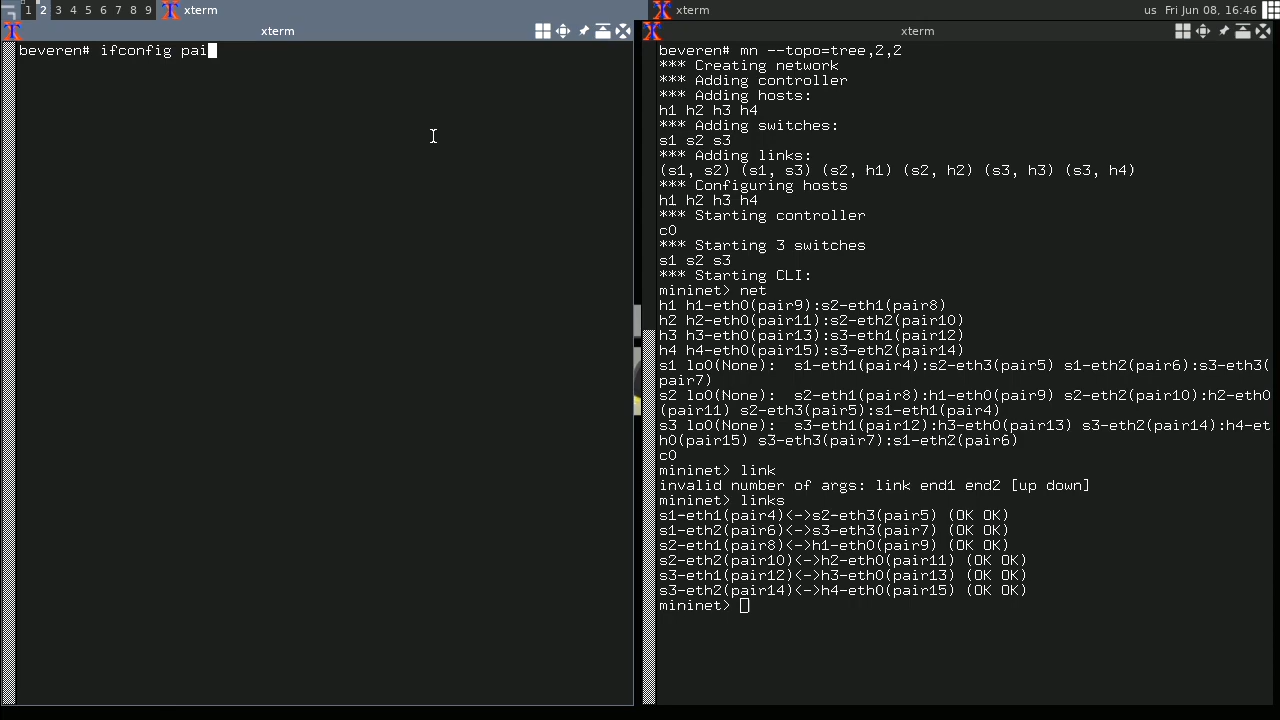 1 2 3 4 5 6 7 8 9 xterm xterm us Fri Jun 08, 16:46
xterm
beveren# ifconfig pai
xterm
beveren# mn --topo=tree,2,2
*** Creating network
*** Adding controller
*** Adding hosts:
h1 h2 h3 h4
*** Adding switches:
s1 s2 s3
*** Adding links:
(s1, s2) (s1, s3) (s2, h1) (s2, h2) (s3, h3) (s3, h4)
*** Configuring hosts
h1 h2 h3 h4
*** Starting controller
c0
*** Starting 3 switches
s1 s2 s3
*** Starting CLI:
mininet> net
h1 h1-eth0(pair9):s2-eth1(pair8)
h2 h2-eth0(pair11):s2-eth2(pair10)
h3 h3-eth0(pair13):s3-eth1(pair12)
h4 h4-eth0(pair15):s3-eth2(pair14)
s1 lo0(None):  s1-eth1(pair4):s2-eth3(pair5) s1-eth2(pair6):s3-eth3(
pair7)
s2 lo0(None):  s2-eth1(pair8):h1-eth0(pair9) s2-eth2(pair10):h2-eth0
(pair11) s2-eth3(pair5):s1-eth1(pair4)
s3 lo0(None):  s3-eth1(pair12):h3-eth0(pair13) s3-eth2(pair14):h4-et
h0(pair15) s3-eth3(pair7):s1-eth2(pair6)
c0
mininet> link
invalid number of args: link end1 end2 [up down]
mininet> links
s1-eth1(pair4)<->s2-eth3(pair5) (OK OK)
s1-eth2(pair6)<->s3-eth3(pair7) (OK OK)
s2-eth1(pair8)<->h1-eth0(pair9) (OK OK)
s2-eth2(pair10)<->h2-eth0(pair11) (OK OK)
s3-eth1(pair12)<->h3-eth0(pair13) (OK OK)
s3-eth2(pair14)<->h4-eth0(pair15) (OK OK)
mininet>